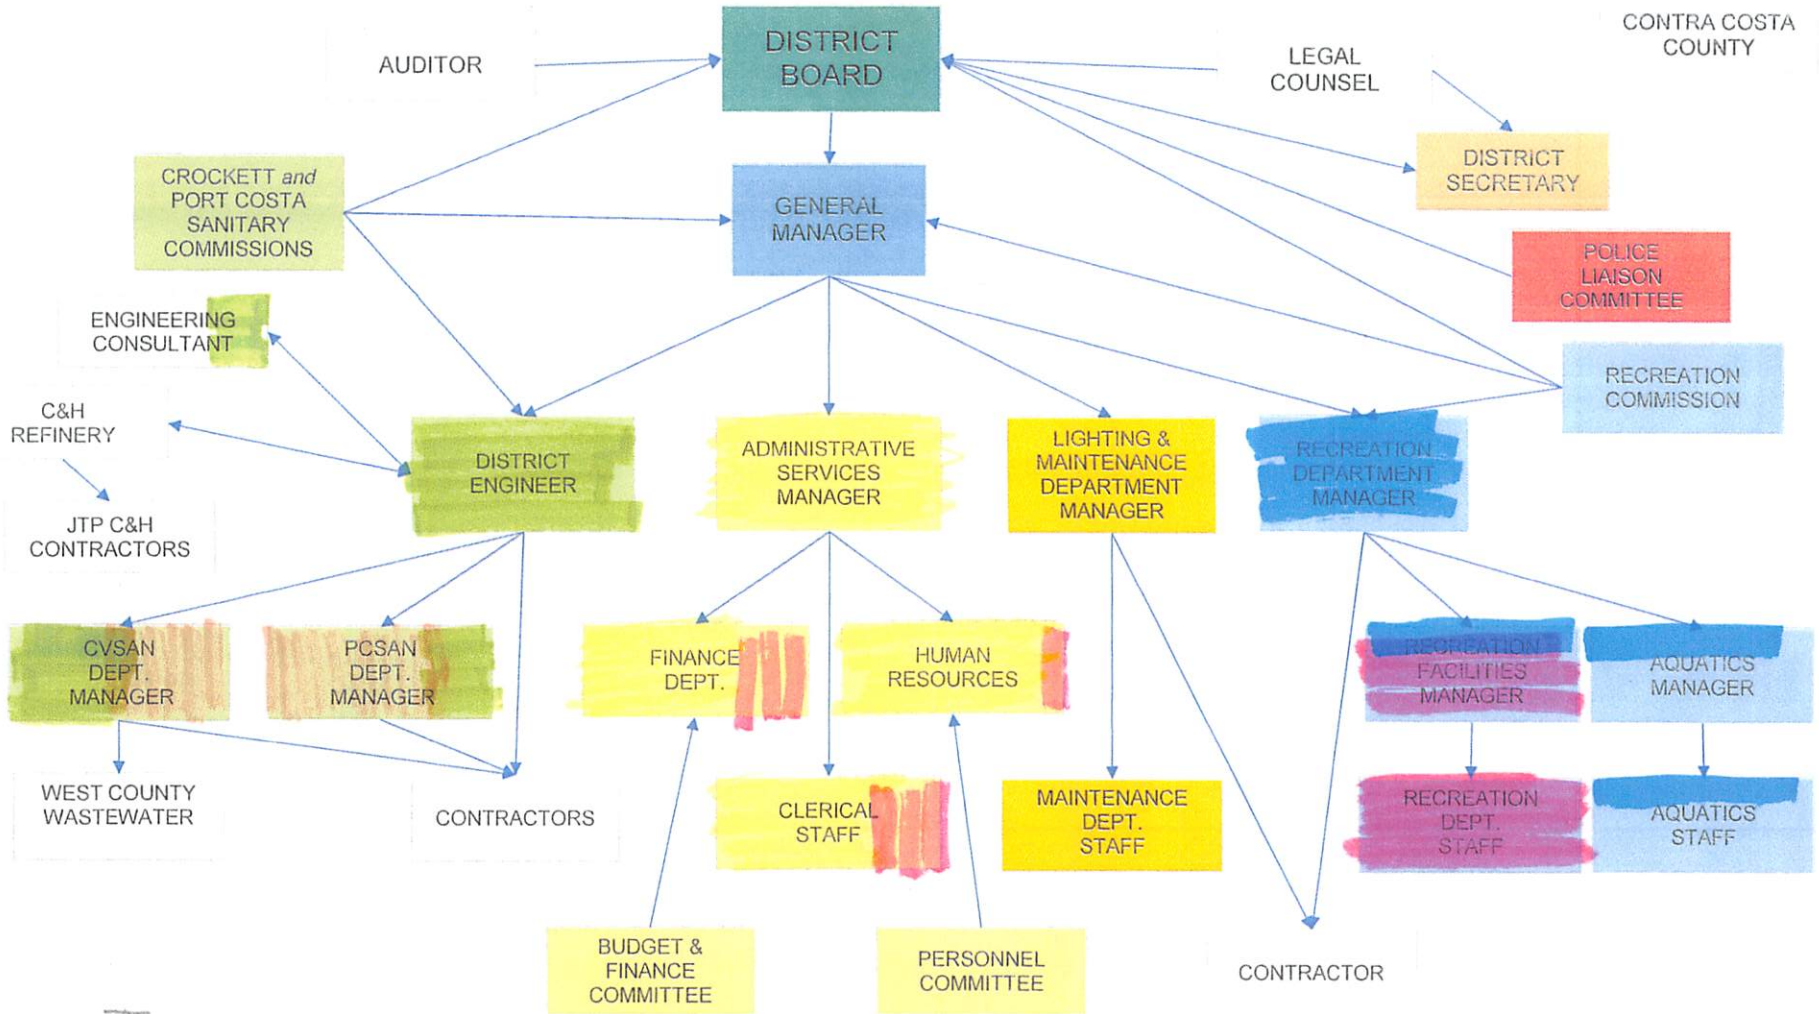 DISTRICT
BOARD
AUDITOR
LEGAL
COUNSEL
CONTRA COSTA
COUNTY
CROCKETT and
PORT COSTA
SANITARY
COMMISSIONS
GENERAL
MANAGER
DISTRICT
SECRETARY
POLICE
LIAISON
COMMITTEE
ENGINEERING
CONSULTANT
RECREATION
COMMISSION
C&H
REFINERY
DISTRICT
ENGINEER
ADMINISTRATIVE
SERVICES
MANAGER
LIGHTING &
MAINTENANCE
DEPARTMENT
MANAGER
RECREATION
DEPARTMENT
MANAGER
JTP C&H
CONTRACTORS
CVSAN
DEPT.
MANAGER
PCSAN
DEPT.
MANAGER
FINANCE
DEPT.
HUMAN
RESOURCES
RECREATION
FACILITIES
MANAGER
AQUATICS
MANAGER
WEST COUNTY
WASTEWATER
CONTRACTORS
CLERICAL
STAFF
MAINTENANCE
DEPT.
STAFF
RECREATION
DEPT.
STAFF
AQUATICS
STAFF
BUDGET &
FINANCE
COMMITTEE
PERSONNEL
COMMITTEE
CONTRACTOR